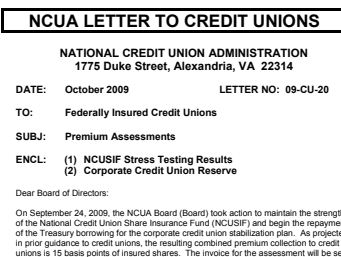 NCUA LETTER TO CREDIT UNIONS
NATIONAL CREDIT UNION ADMINISTRATION
1775 Duke Street, Alexandria, VA 22314
DATE: October 2009 LETTER NO: 09-CU-20
TO: Federally Insured Credit Unions
SUBJ: Premium Assessments
ENCL: (1) NCUSIF Stress Testing Results
(2) Corporate Credit Union Reserve
Dear Board of Directors:
On September 24, 2009, the NCUA Board (Board) took action to maintain the strength
of the National Credit Union Share Insurance Fund (NCUSIF) and begin the repayme
of the Treasury borrowing for the corporate credit union stabilization plan. As projecte
in prior guidance to credit unions, the resulting combined premium collection to credit
unions is 15 basis points of insured shares. The invoice for the assessment will be se